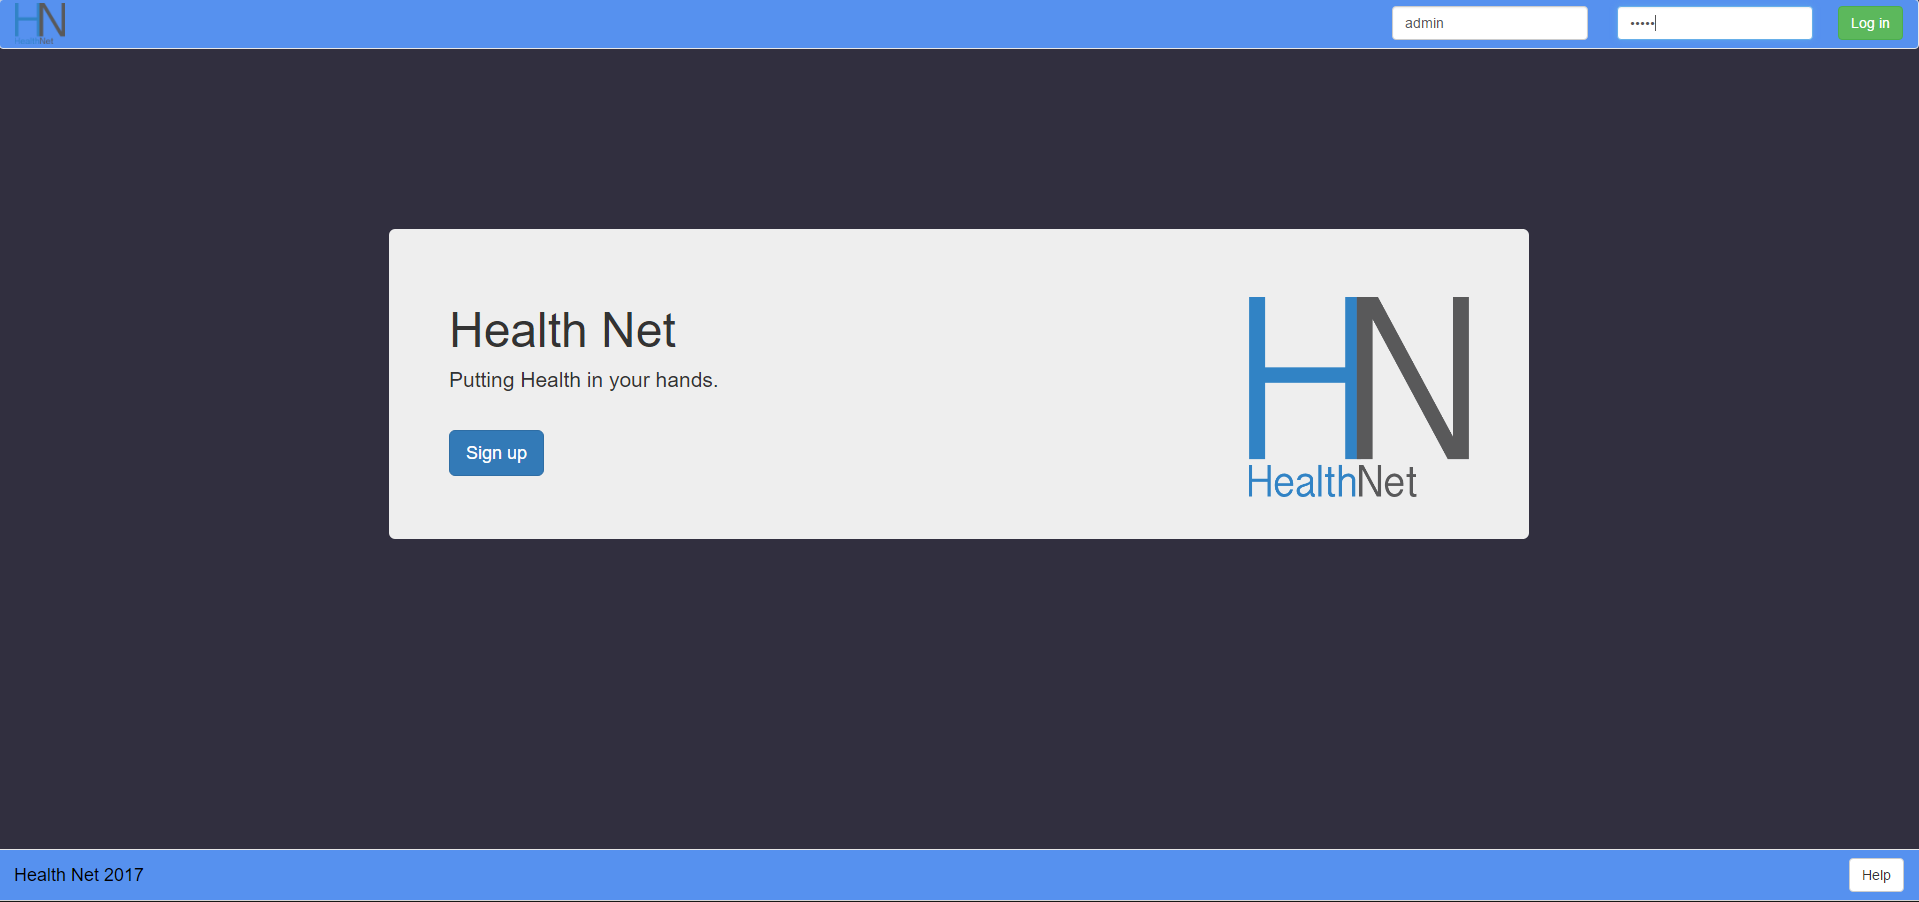 HN
HealthNet
admin
•••••
Log in
Health Net
Putting Health in your hands.
Sign up
HN
HealthNet
Health Net 2017
Help